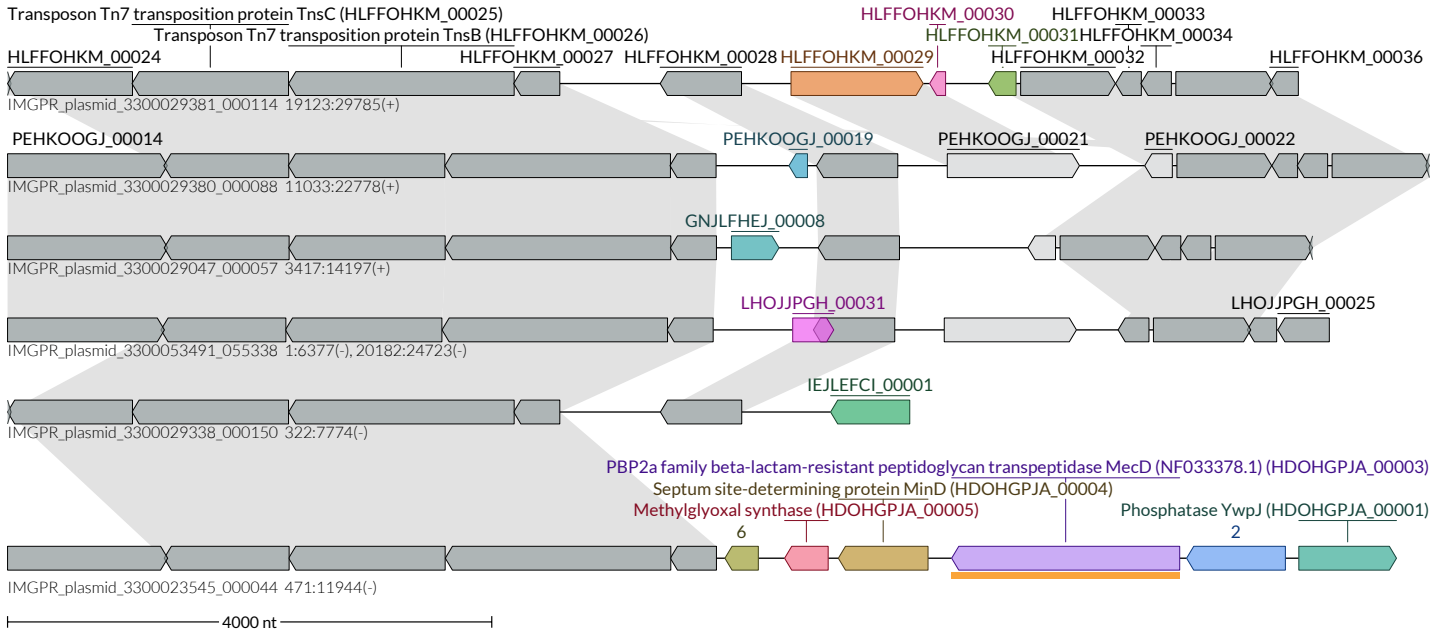 Transposon Tn7 transposition protein TnsC (HLFFOHKM_00025) HLFFOHKM_00030 HLFFOHKM_00033
Transposon Tn7 transposition protein TnsB (HLFFOHKM_00026) HLFFOHKM_00031 HLFFOHKM_00034
HLFFOHKM_00024 HLFFOHKM_00027 HLFFOHKM_00028 HLFFOHKM_00029 HLFFOHKM_00032 HLFFOHKM_00036
IMGPR_plasmid_3300029381_000114 19123:29785(+)
PEHKOOGJ_00014 PEHKOOGJ_00019 PEHKOOGJ_00021 PEHKOOGJ_00022
IMGPR_plasmid_3300029380_000088 11033:22778(+)
GNJLFHEJ_00008
IMGPR_plasmid_3300029047_000057 3417:14197(+)
LHOJJPGH_00031 LHOJJPGH_00025
IMGPR_plasmid_3300053491_055338 1:6377(-), 20182:24723(-)
IEJLEFCI_00001
IMGPR_plasmid_3300029338_000150 322:7774(-)
PBP2a family beta-lactam-resistant peptidoglycan transpeptidase MecD (NF033378.1) (HDOHGPJA_00003)
Septum site-determining protein MinD (HDOHGPJA_00004)
Methylglyoxal synthase (HDOHGPJA_00005) Phosphatase YwpJ (HDOHGPJA_00001)
6 2
IMGPR_plasmid_3300023545_000044 471:11944(-)
4000 nt